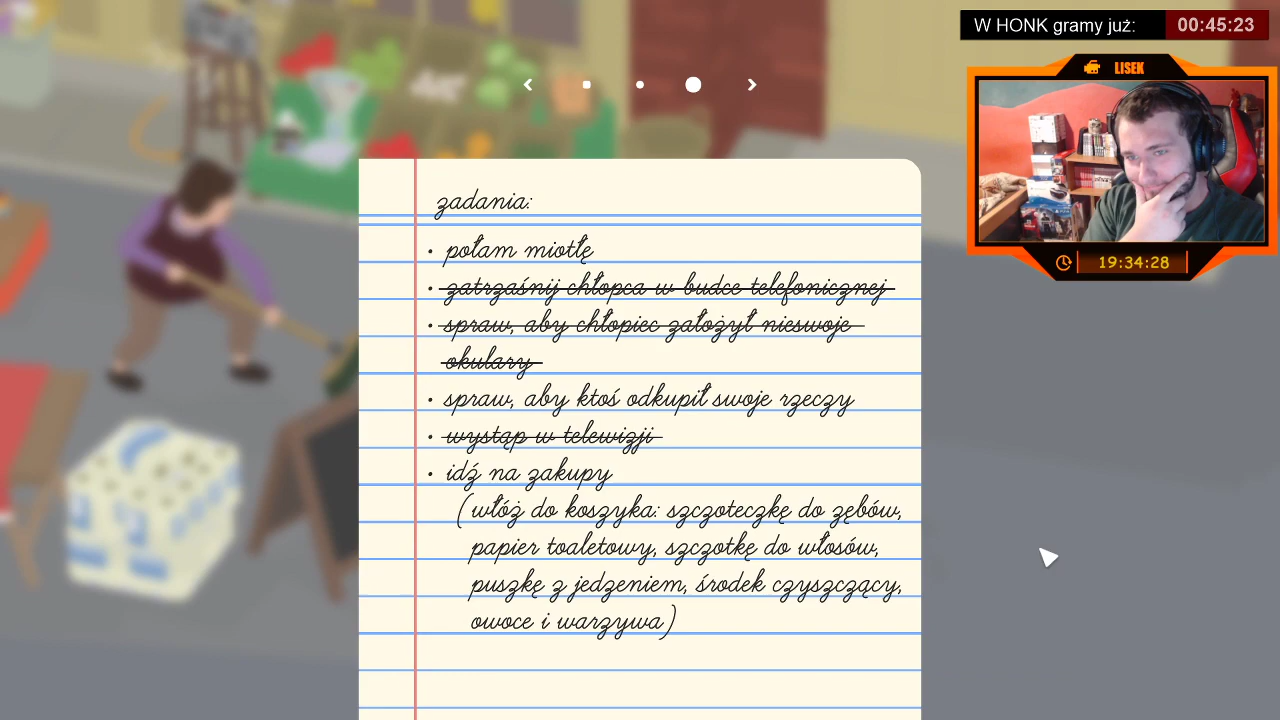 W HONK gramy już: 00:45:23
LISEK
19:34:28
zadania:
• połam miotłę
• zatrzaśnij chłopca w budce telefonicznej
• spraw, aby chłopiec założył nieswoje
okulary
• spraw, aby ktoś odkupił swoje rzeczy
• wystąp w telewizji
• idź na zakupy
(włóż do koszyka: szczoteczkę do zębów,
papier toaletowy, szczotkę do włosów,
puszkę z jedzeniem, środek czyszczący,
owoce i warzywa)